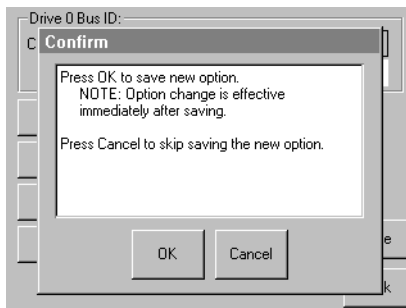 Drive 0 Bus ID:
C
Confirm
Press OK to save new option.
NOTE: Option change is effective
immediately after saving.
Press Cancel to skip saving the new option.
OK
Cancel
e
k